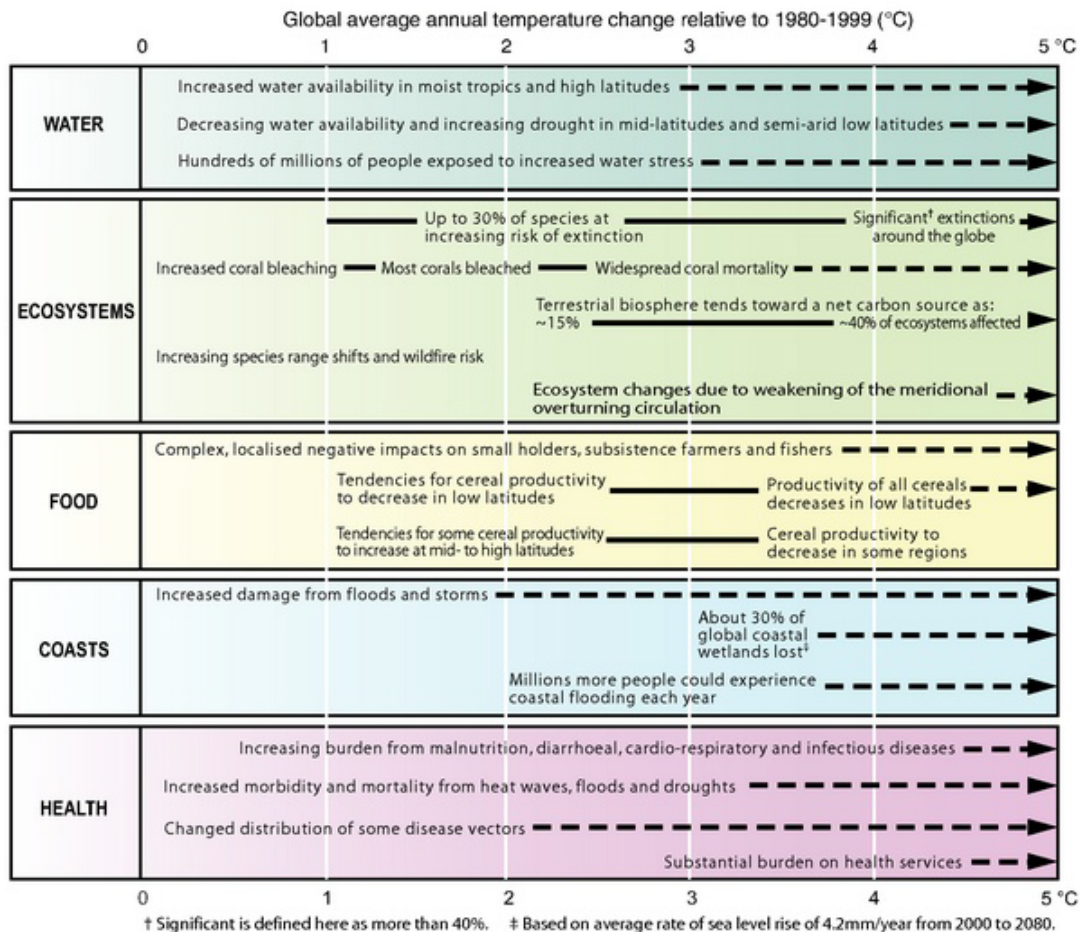 Global average annual temperature change relative to 1980-1999 (°C)
0 1 2 3 4 5 °C
WATER
Increased water availability in moist tropics and high latitudes
Decreasing water availability and increasing drought in mid-latitudes and semi-arid low latitudes
Hundreds of millions of people exposed to increased water stress
ECOSYSTEMS
Up to 30% of species at
increasing risk of extinction
Significant† extinctions
around the globe
Increased coral bleaching Most corals bleached Widespread coral mortality
Terrestrial biosphere tends toward a net carbon source as:
~15% ~40% of ecosystems affected
Increasing species range shifts and wildfire risk
Ecosystem changes due to weakening of the meridional
overturning circulation
FOOD
Complex, localised negative impacts on small holders, subsistence farmers and fishers
Tendencies for cereal productivity
to decrease in low latitudes
Productivity of all cereals
decreases in low latitudes
Tendencies for some cereal productivity
to increase at mid- to high latitudes
Cereal productivity to
decrease in some regions
COASTS
Increased damage from floods and storms
About 30% of
global coastal
wetlands lost‡
Millions more people could experience
coastal flooding each year
HEALTH
Increasing burden from malnutrition, diarrhoeal, cardio-respiratory and infectious diseases
Increased morbidity and mortality from heat waves, floods and droughts
Changed distribution of some disease vectors
Substantial burden on health services
0 1 2 3 4 5 °C
† Significant is defined here as more than 40%. ‡ Based on average rate of sea level rise of 4.2mm/year from 2000 to 2080.